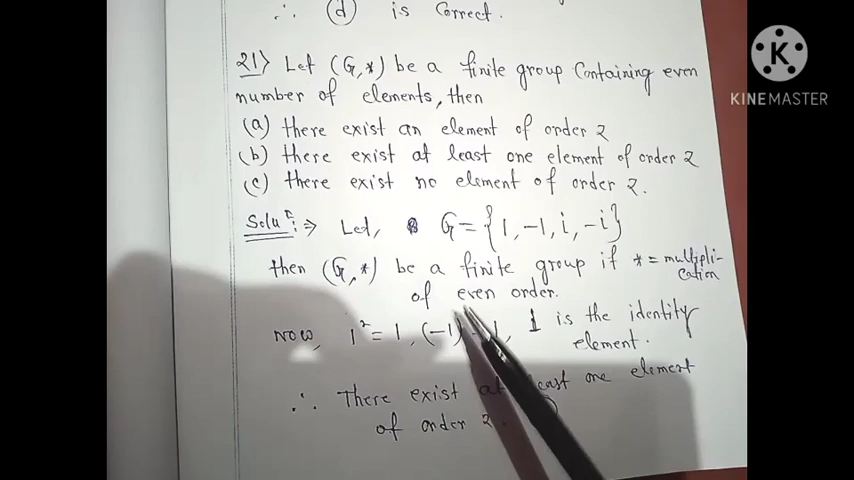 ∴ (d) is Correct.
21> Let (G,*) be a finite group Containing even
number of elements, then
(a) there exist an element of order 2
(b) there exist at least one element of order 2
(c) there exist no element of order 2.
Solu^n: ⇒ Let, G = {1, -1, i, -i}
then (G,*) be a finite group if * = multipli-
cation
of even order.
Now, 1² = 1, (-1) 1, 1 is the identity
element.
∴ There exist at least one element
of order 2.
K
KINEMASTER